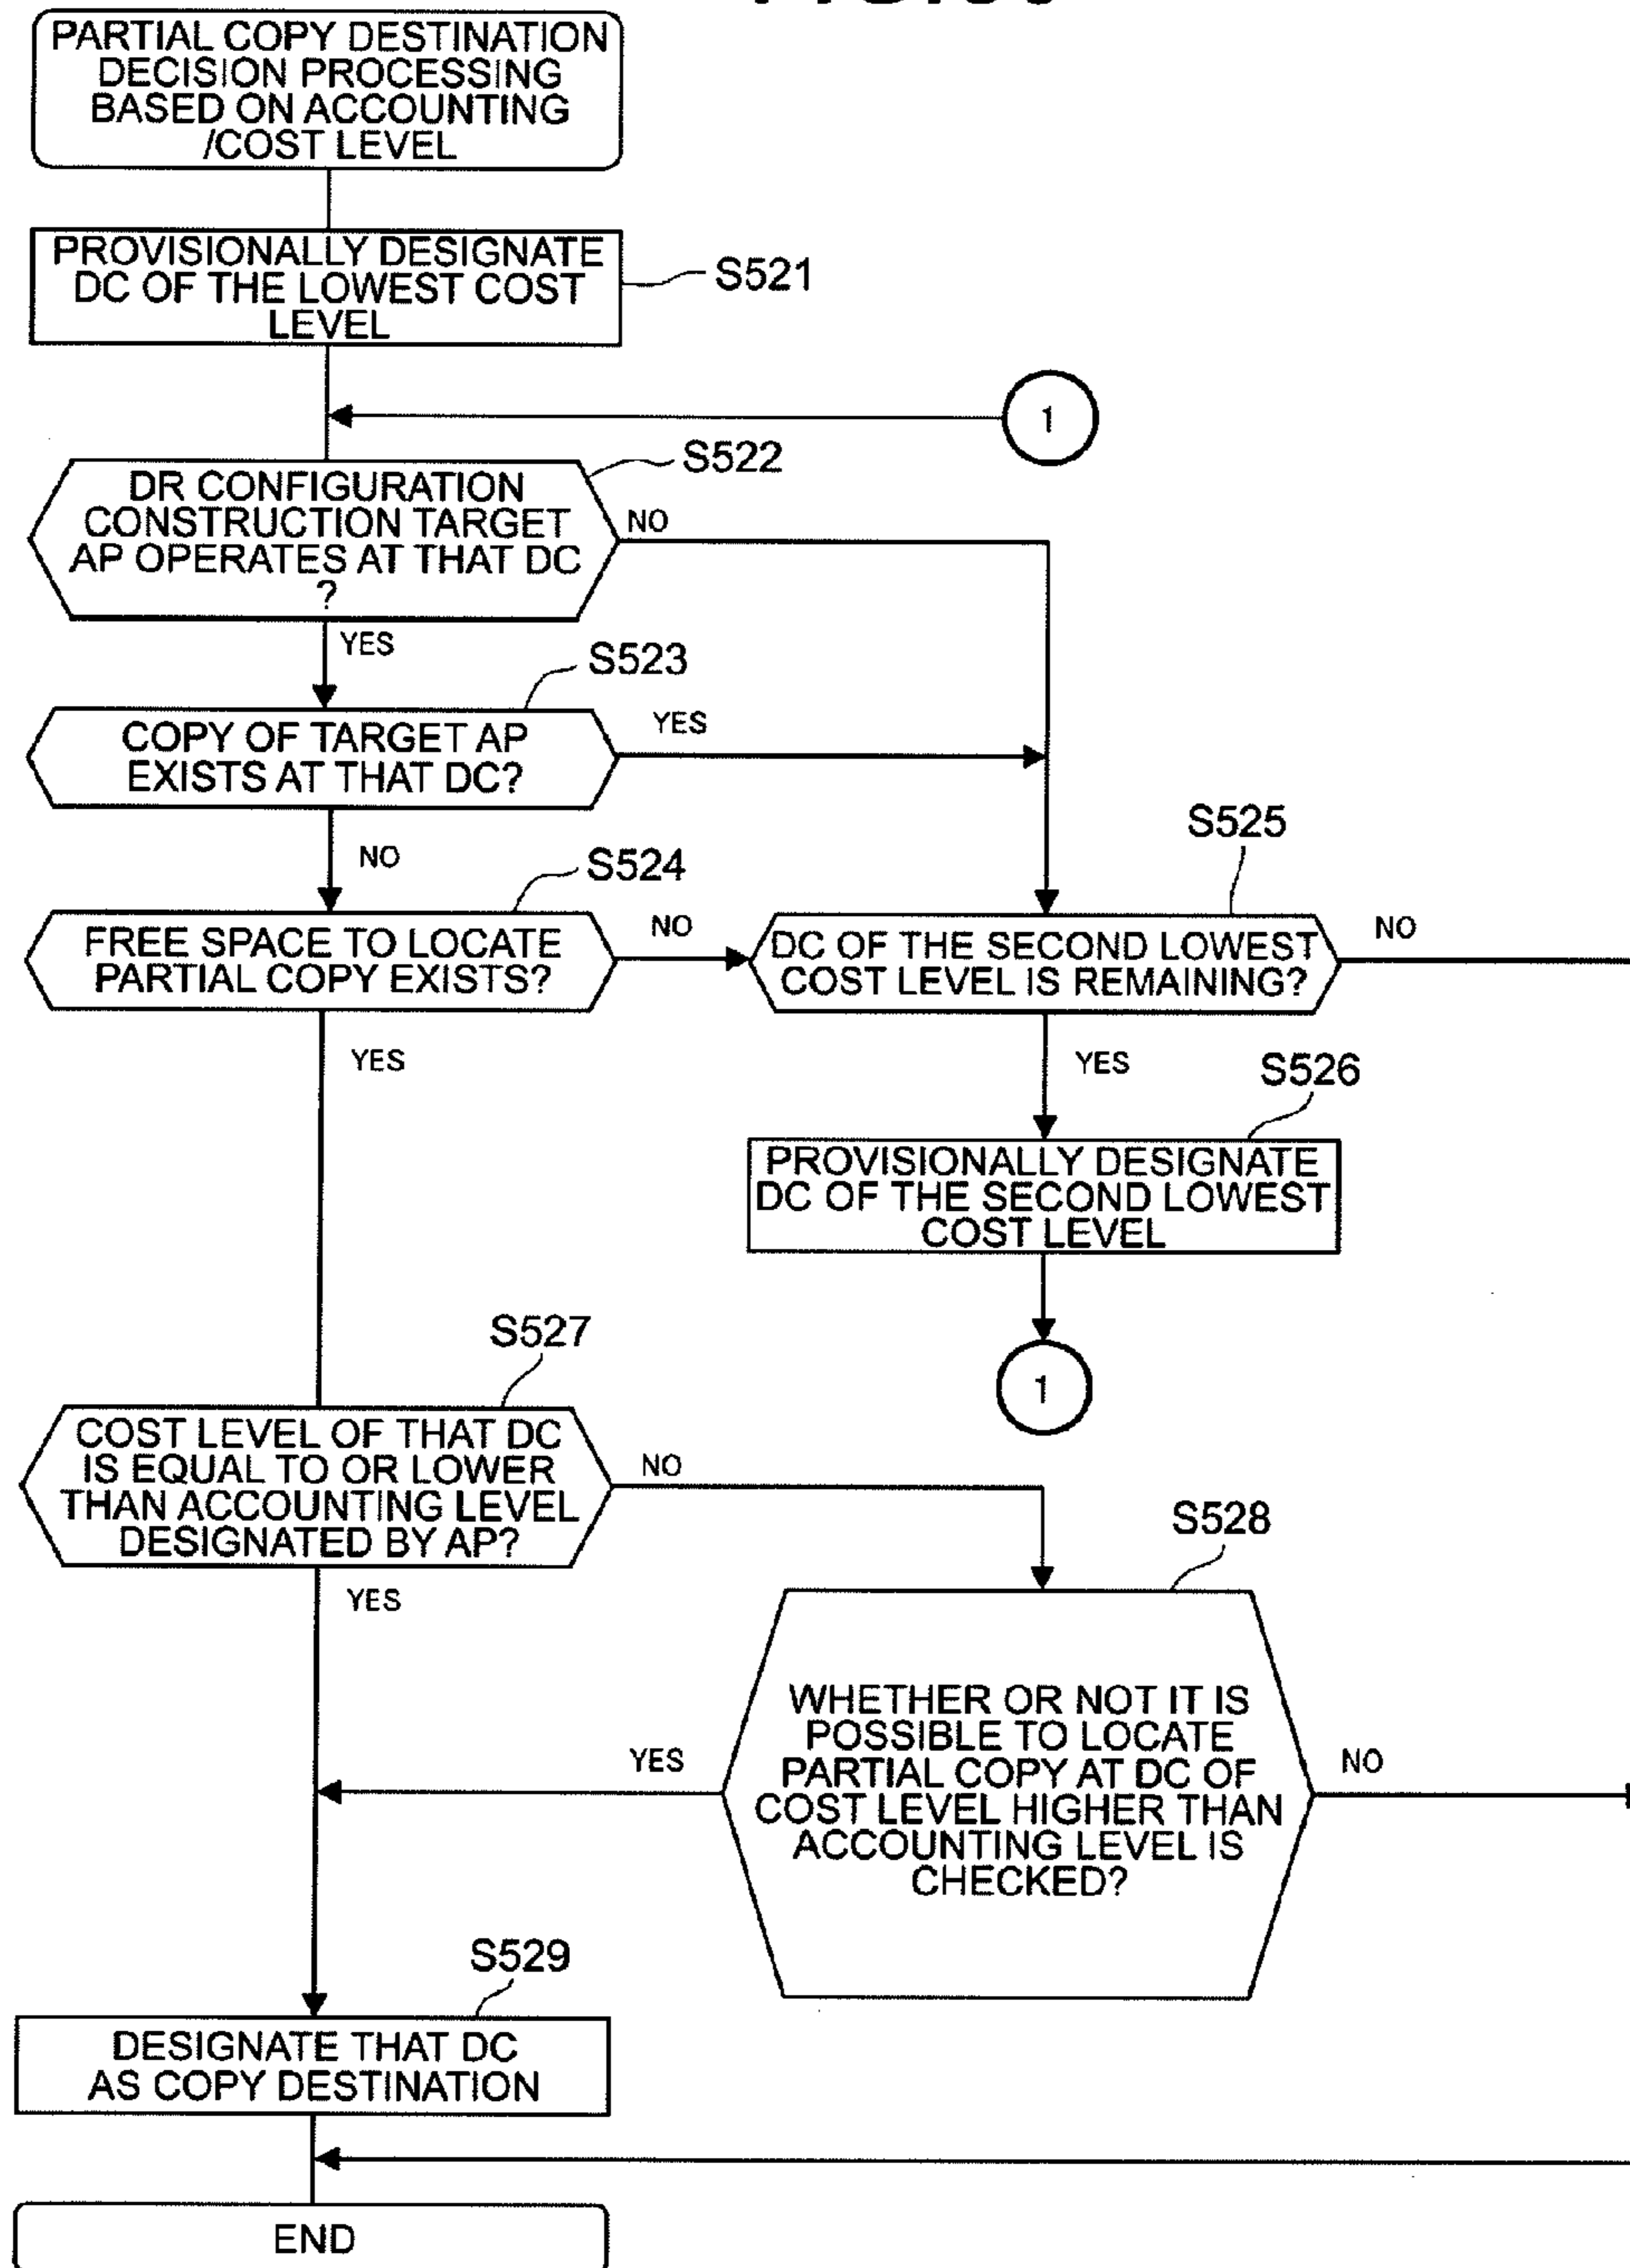 PARTIAL COPY DESTINATION
DECISION PROCESSING
BASED ON ACCOUNTING
/COST LEVEL
PROVISIONALLY DESIGNATE
DC OF THE LOWEST COST
LEVEL
S521
1
DR CONFIGURATION
CONSTRUCTION TARGET
AP OPERATES AT THAT DC
?
S522
NO
YES
COPY OF TARGET AP
EXISTS AT THAT DC?
S523
YES
NO
FREE SPACE TO LOCATE
PARTIAL COPY EXISTS?
S524
NO
YES
DC OF THE SECOND LOWEST
COST LEVEL IS REMAINING?
S525
NO
YES
PROVISIONALLY DESIGNATE
DC OF THE SECOND LOWEST
COST LEVEL
S526
1
COST LEVEL OF THAT DC
IS EQUAL TO OR LOWER
THAN ACCOUNTING LEVEL
DESIGNATED BY AP?
S527
NO
YES
WHETHER OR NOT IT IS
POSSIBLE TO LOCATE
PARTIAL COPY AT DC OF
COST LEVEL HIGHER THAN
ACCOUNTING LEVEL IS
CHECKED?
S528
YES
NO
DESIGNATE THAT DC
AS COPY DESTINATION
S529
END